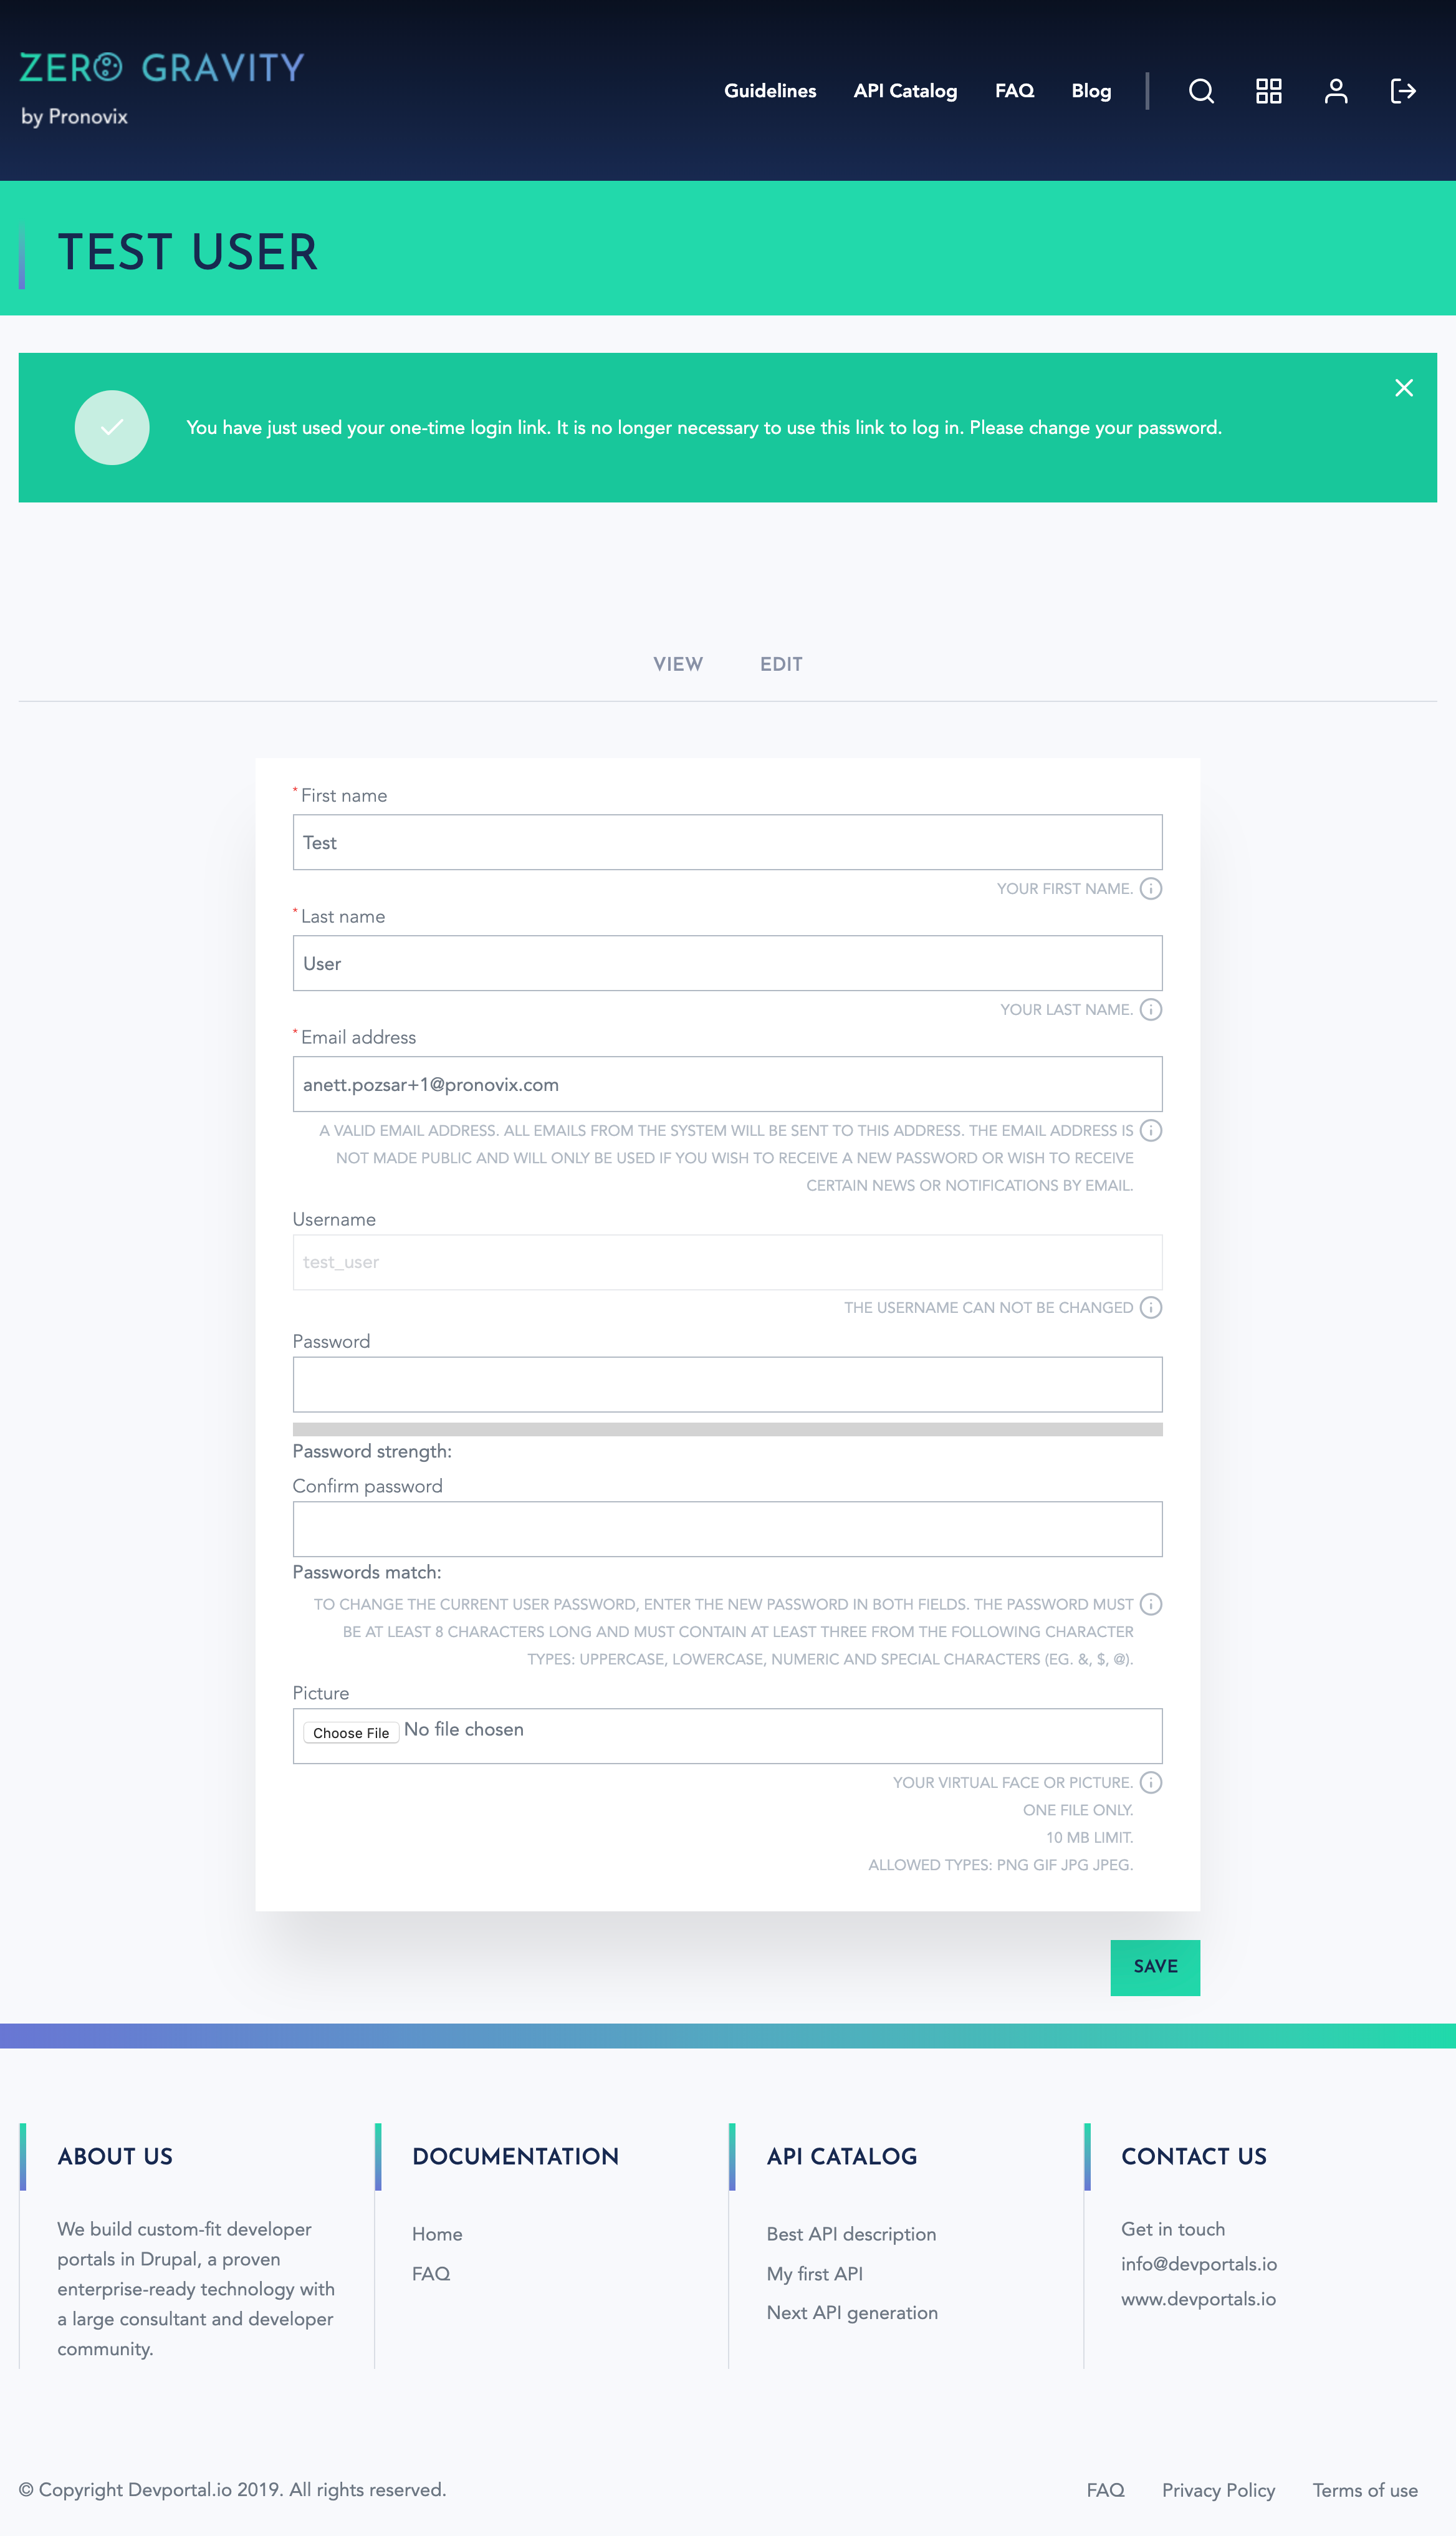 ZERO GRAVITY
by Pronovix
Guidelines API Catalog FAQ Blog
TEST USER
You have just used your one-time login link. It is no longer necessary to use this link to log in. Please change your password.
VIEW EDIT
* First name
Test
YOUR FIRST NAME.
* Last name
User
YOUR LAST NAME.
* Email address
anett.pozsar+1@pronovix.com
A VALID EMAIL ADDRESS. ALL EMAILS FROM THE SYSTEM WILL BE SENT TO THIS ADDRESS. THE EMAIL ADDRESS IS
NOT MADE PUBLIC AND WILL ONLY BE USED IF YOU WISH TO RECEIVE A NEW PASSWORD OR WISH TO RECEIVE
CERTAIN NEWS OR NOTIFICATIONS BY EMAIL.
Username
test_user
THE USERNAME CAN NOT BE CHANGED
Password
Password strength:
Confirm password
Passwords match:
TO CHANGE THE CURRENT USER PASSWORD, ENTER THE NEW PASSWORD IN BOTH FIELDS. THE PASSWORD MUST
BE AT LEAST 8 CHARACTERS LONG AND MUST CONTAIN AT LEAST THREE FROM THE FOLLOWING CHARACTER
TYPES: UPPERCASE, LOWERCASE, NUMERIC AND SPECIAL CHARACTERS (EG. &, $, @).
Picture
Choose File No file chosen
YOUR VIRTUAL FACE OR PICTURE.
ONE FILE ONLY.
10 MB LIMIT.
ALLOWED TYPES: PNG GIF JPG JPEG.
SAVE
ABOUT US
We build custom-fit developer
portals in Drupal, a proven
enterprise-ready technology with
a large consultant and developer
community.
DOCUMENTATION
Home
FAQ
API CATALOG
Best API description
My first API
Next API generation
CONTACT US
Get in touch
info@devportals.io
www.devportals.io
© Copyright Devportal.io 2019. All rights reserved.
FAQ Privacy Policy Terms of use